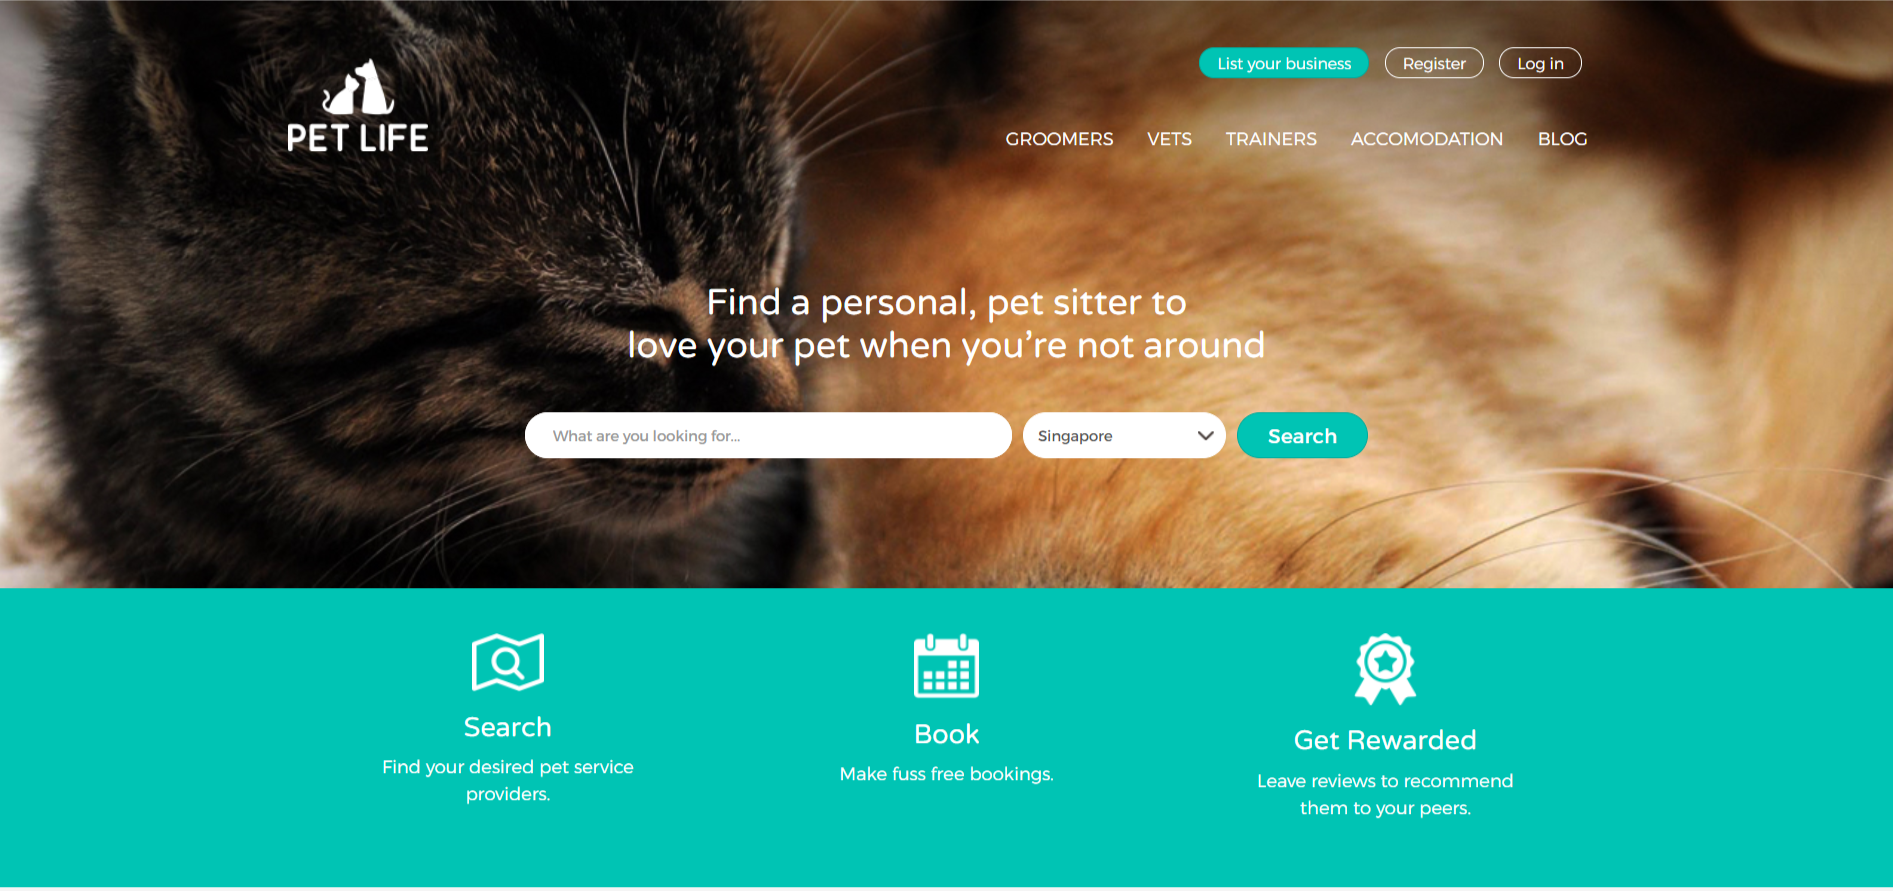 List your business
Register
Log in
PET LIFE
GROOMERS
VETS
TRAINERS
ACCOMODATION
BLOG
Find a personal, pet sitter to
love your pet when you’re not around
What are you looking for...
Singapore
Search
Search
Find your desired pet service
providers.
Book
Make fuss free bookings.
Get Rewarded
Leave reviews to recommend
them to your peers.